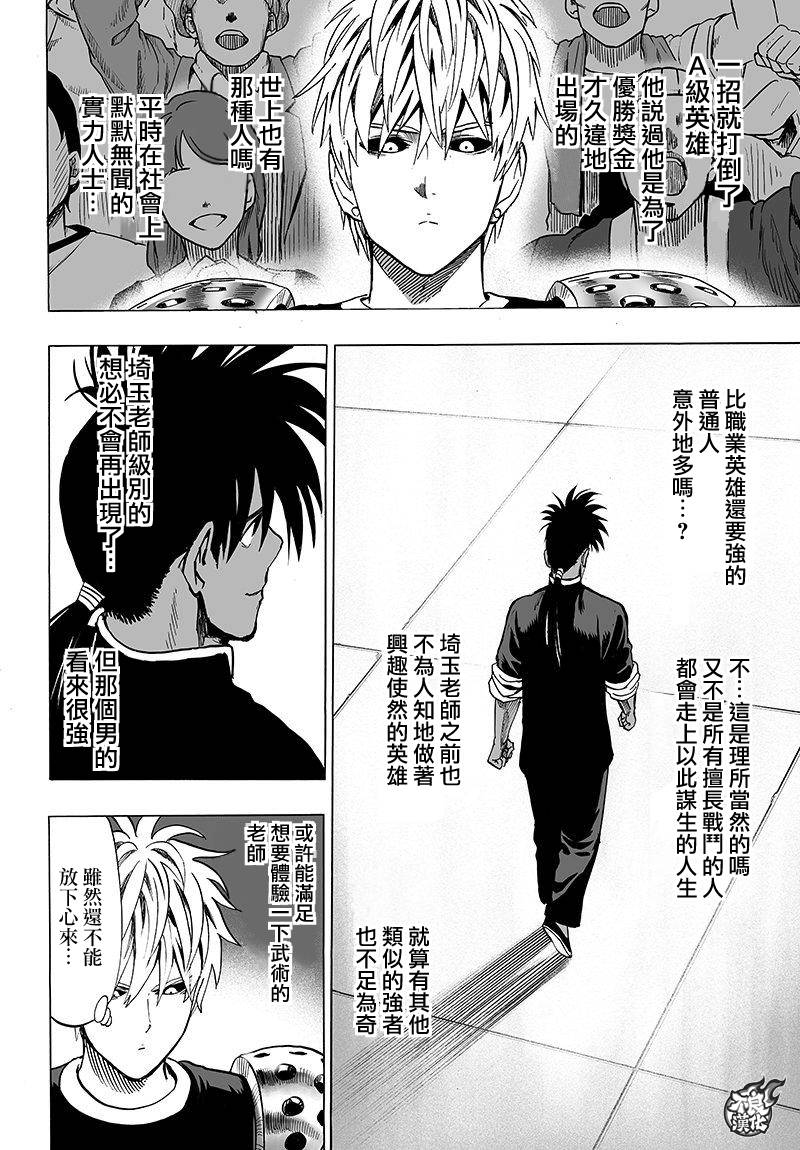 一招就打倒了
A級英雄
他說過他是為了
優勝獎金
才久違地
出場的
世上也有
那種人嗎
平時在社會上
默默無聞的
實力人士…
比職業英雄還要強的
普通人
意外地多嗎…?
不…這是理所當然的嗎
又不是所有擅長戰鬥的人
都會走上以此謀生的人生
埼玉老師之前也
不為人知地做著
興趣使然的英雄
就算有其他
類似的強者
也不足為奇
埼玉老師級別的
想必不會再出現了…
但那個男的
看來很強
或許能滿足
想要體驗一下武術的
老師
雖然還不能
放下心來…
漢化